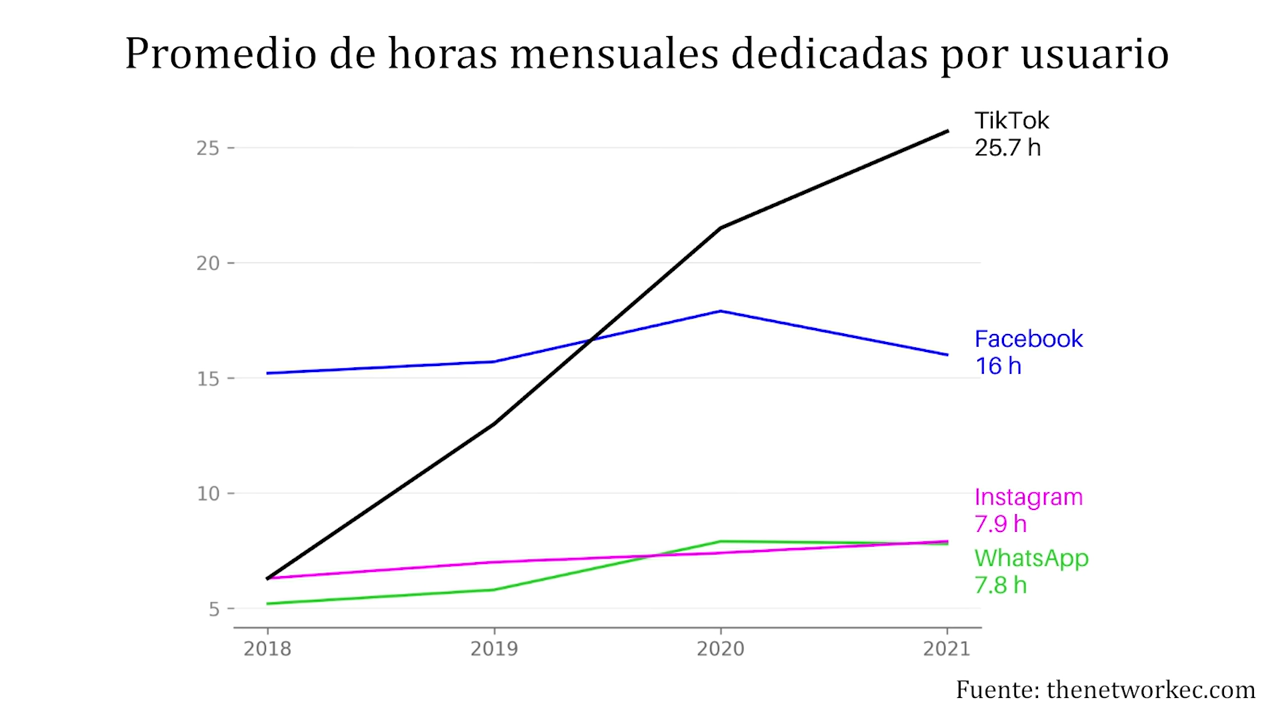 Promedio de horas mensuales dedicadas por usuario
TikTok
25.7 h
25
20
Facebook
16 h
15
Instagram
10
7.9 h
WhatsApp
7.8 h
5
2018 2019 2020 2021
Fuente: thenetworkec.com